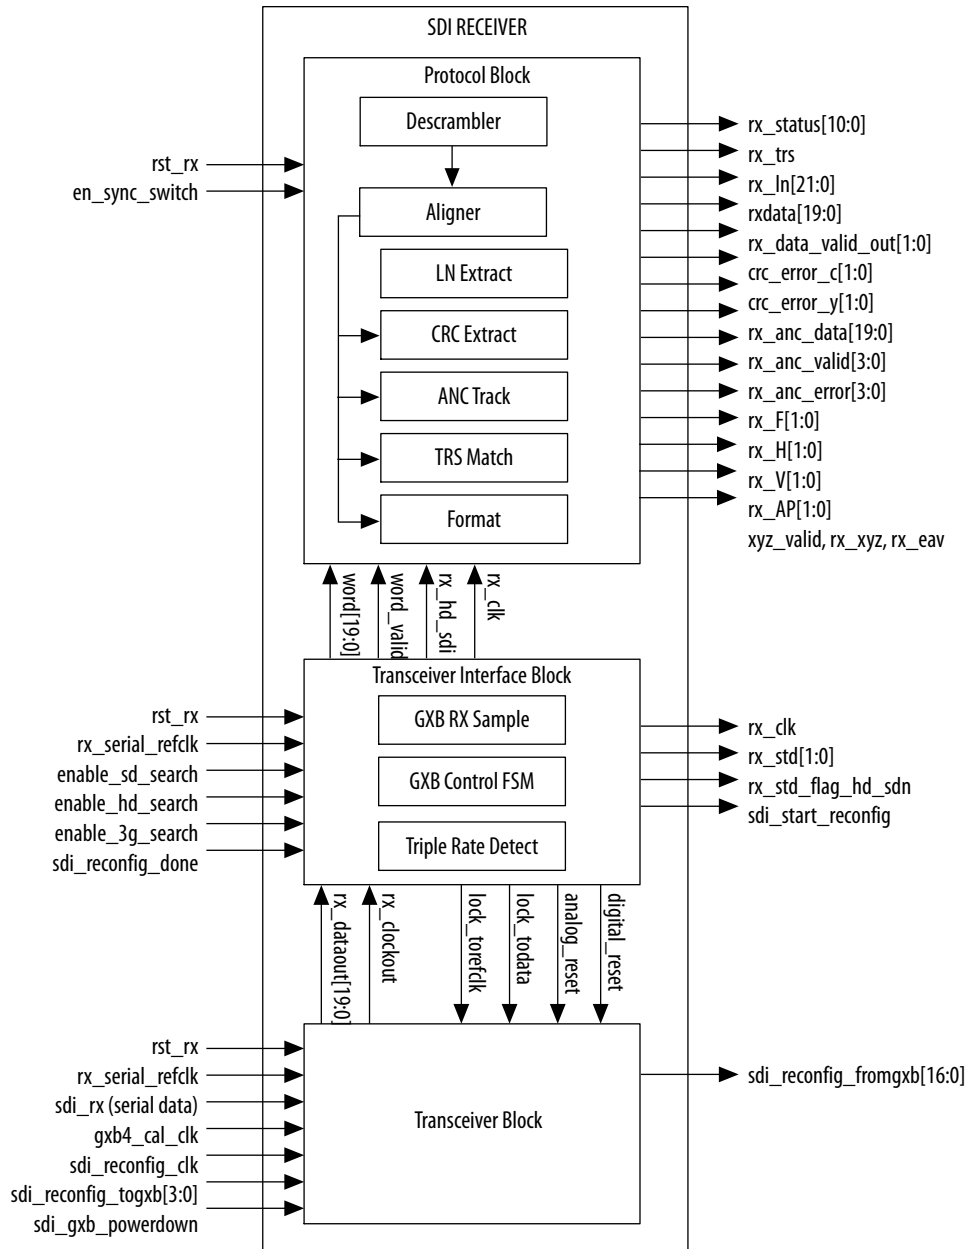 SDI RECEIVER
Protocol Block
Descrambler
Aligner
LN Extract
CRC Extract
ANC Track
TRS Match
Format
rst_rx
en_sync_switch
rx_status[10:0]
rx_trs
rx_ln[21:0]
rxdata[19:0]
rx_data_valid_out[1:0]
crc_error_c[1:0]
crc_error_y[1:0]
rx_anc_data[19:0]
rx_anc_valid[3:0]
rx_anc_error[3:0]
rx_F[1:0]
rx_H[1:0]
rx_V[1:0]
rx_AP[1:0]
xyz_valid, rx_xyz, rx_eav
word[19:0]
word_valid
rx_hd_sdi
rx_clk
Transceiver Interface Block
GXB RX Sample
GXB Control FSM
Triple Rate Detect
rst_rx
rx_serial_refclk
enable_sd_search
enable_hd_search
enable_3g_search
sdi_reconfig_done
rx_clk
rx_std[1:0]
rx_std_flag_hd_sdn
sdi_start_reconfig
rx_dataout[19:0]
rx_clockout
lock_torefclk
lock_todata
analog_reset
digital_reset
Transceiver Block
rst_rx
rx_serial_refclk
sdi_rx (serial data)
gxb4_cal_clk
sdi_reconfig_clk
sdi_reconfig_togxb[3:0]
sdi_gxb_powerdown
sdi_reconfig_fromgxb[16:0]